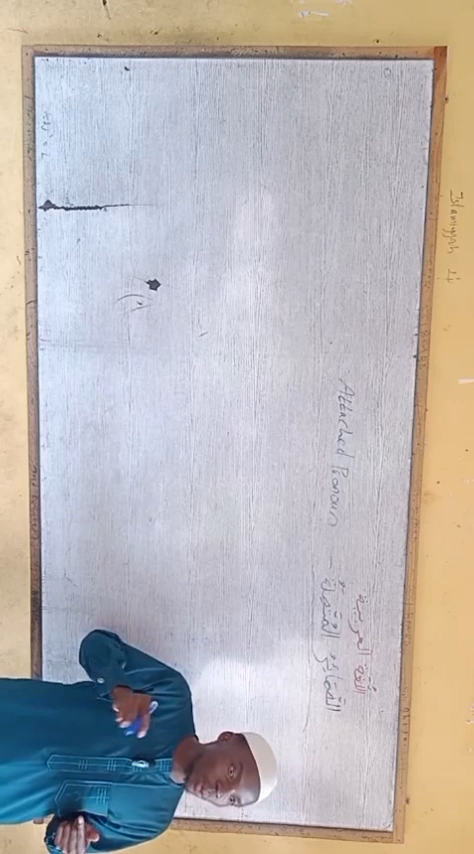 Islamiyyah 4
اللغة العربية
Attached Pronoun – الضمائر المتصلة